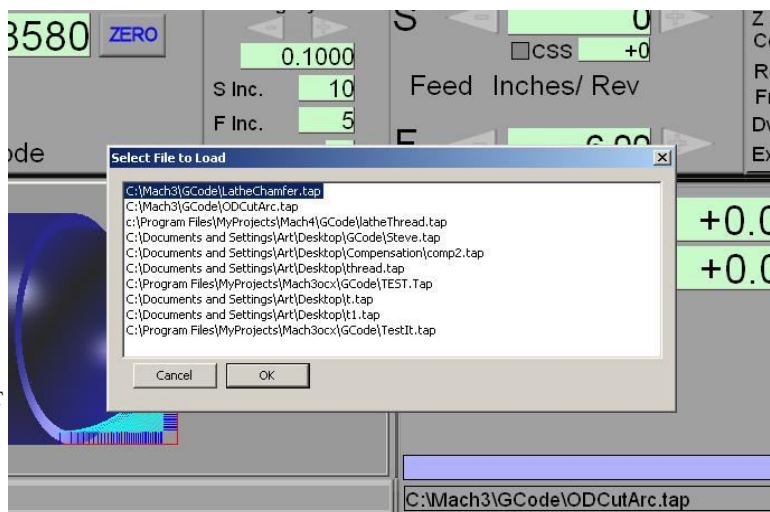 S
0
Z
3580 ZERO
CSS +0
0.1000
S Inc. 10
Feed Inches/ Rev
F Inc. 5
F
6.00
ode
Select File to Load
C:\Mach3\GCode\LatheChamfer.tap
C:\Mach3\GCode\ODCutArc.tap
c:\Program Files\MyProjects\Mach4\GCode\latheThread.tap
C:\Documents and Settings\Art\Desktop\GCode\Steve.tap
C:\Documents and Settings\Art\Desktop\Compensation\comp2.tap
C:\Documents and Settings\Art\Desktop\thread.tap
C:\Program Files\MyProjects\Mach3ocx\GCode\TEST.Tap
C:\Documents and Settings\Art\Desktop\t.tap
C:\Documents and Settings\Art\Desktop\t1.tap
C:\Program Files\MyProjects\Mach3ocx\GCode\TestIt.tap
Cancel OK
+0.0
+0.0
C:\Mach3\GCode\ODCutArc.tap